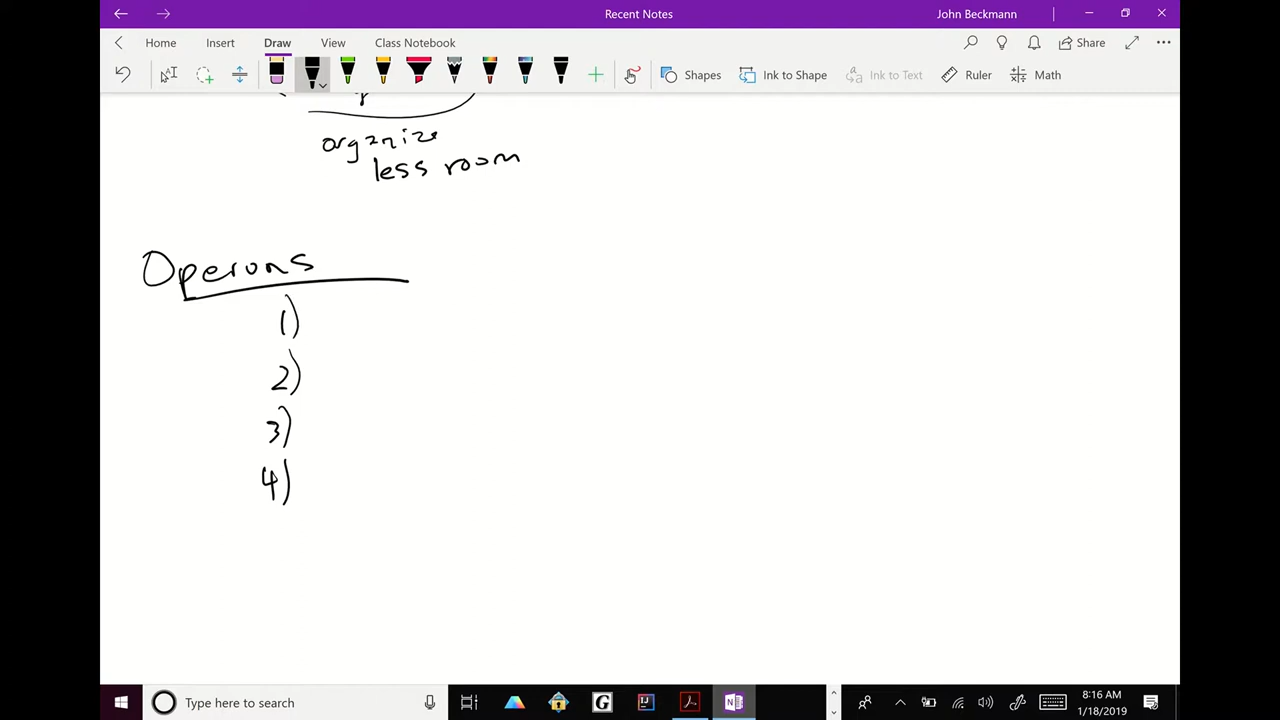 Recent Notes
John Beckmann
Home Insert Draw View Class Notebook
Share
Shapes
Ink to Shape
Ink to Text
Ruler
Math
organize
less room
Operons
1)
2)
3)
4)
Type here to search
8:16 AM
1/18/2019